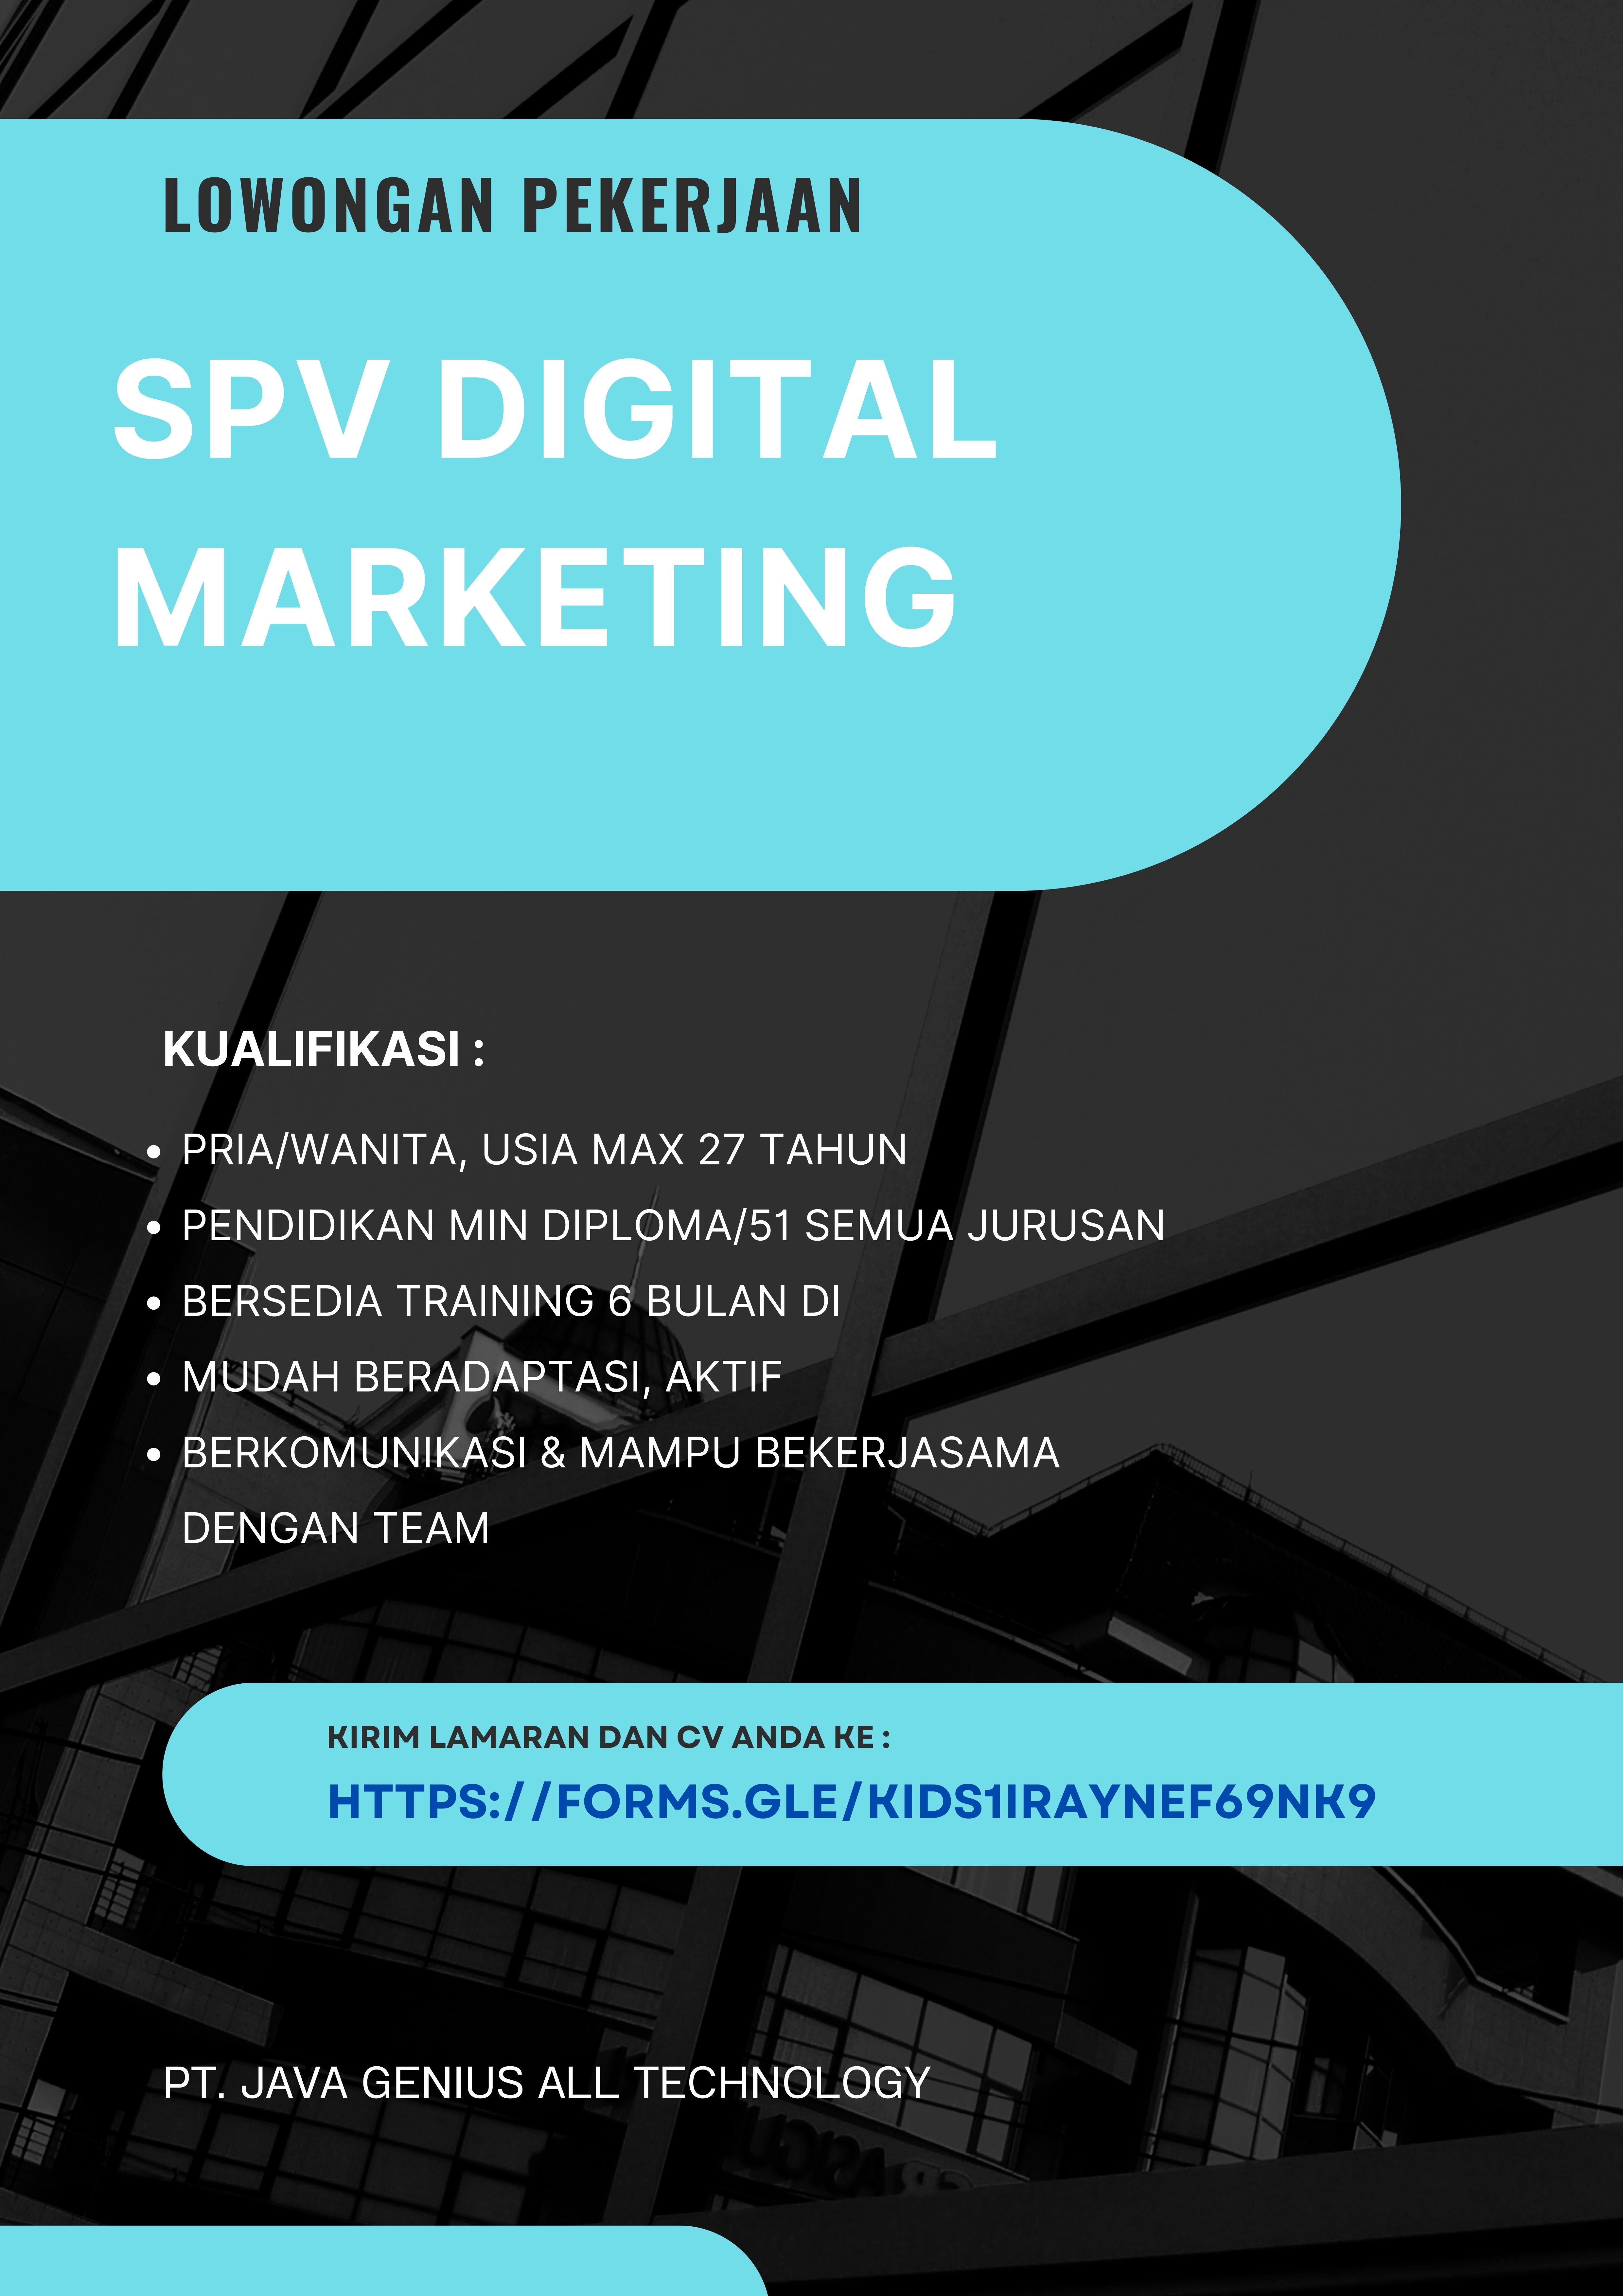 LOWONGAN PEKERJAAN
SPV DIGITAL
MARKETING
KUALIFIKASI :
• PRIA/WANITA, USIA MAX 27 TAHUN
• PENDIDIKAN MIN DIPLOMA/51 SEMUA JURUSAN
• BERSEDIA TRAINING 6 BULAN DI
• MUDAH BERADAPTASI, AKTIF
• BERKOMUNIKASI & MAMPU BEKERJASAMA
DENGAN TEAM
KIRIM LAMARAN DAN CV ANDA KE :
HTTPS://FORMS.GLE/KIDS1IRAYNEF69NK9
PT. JAVA GENIUS ALL TECHNOLOGY